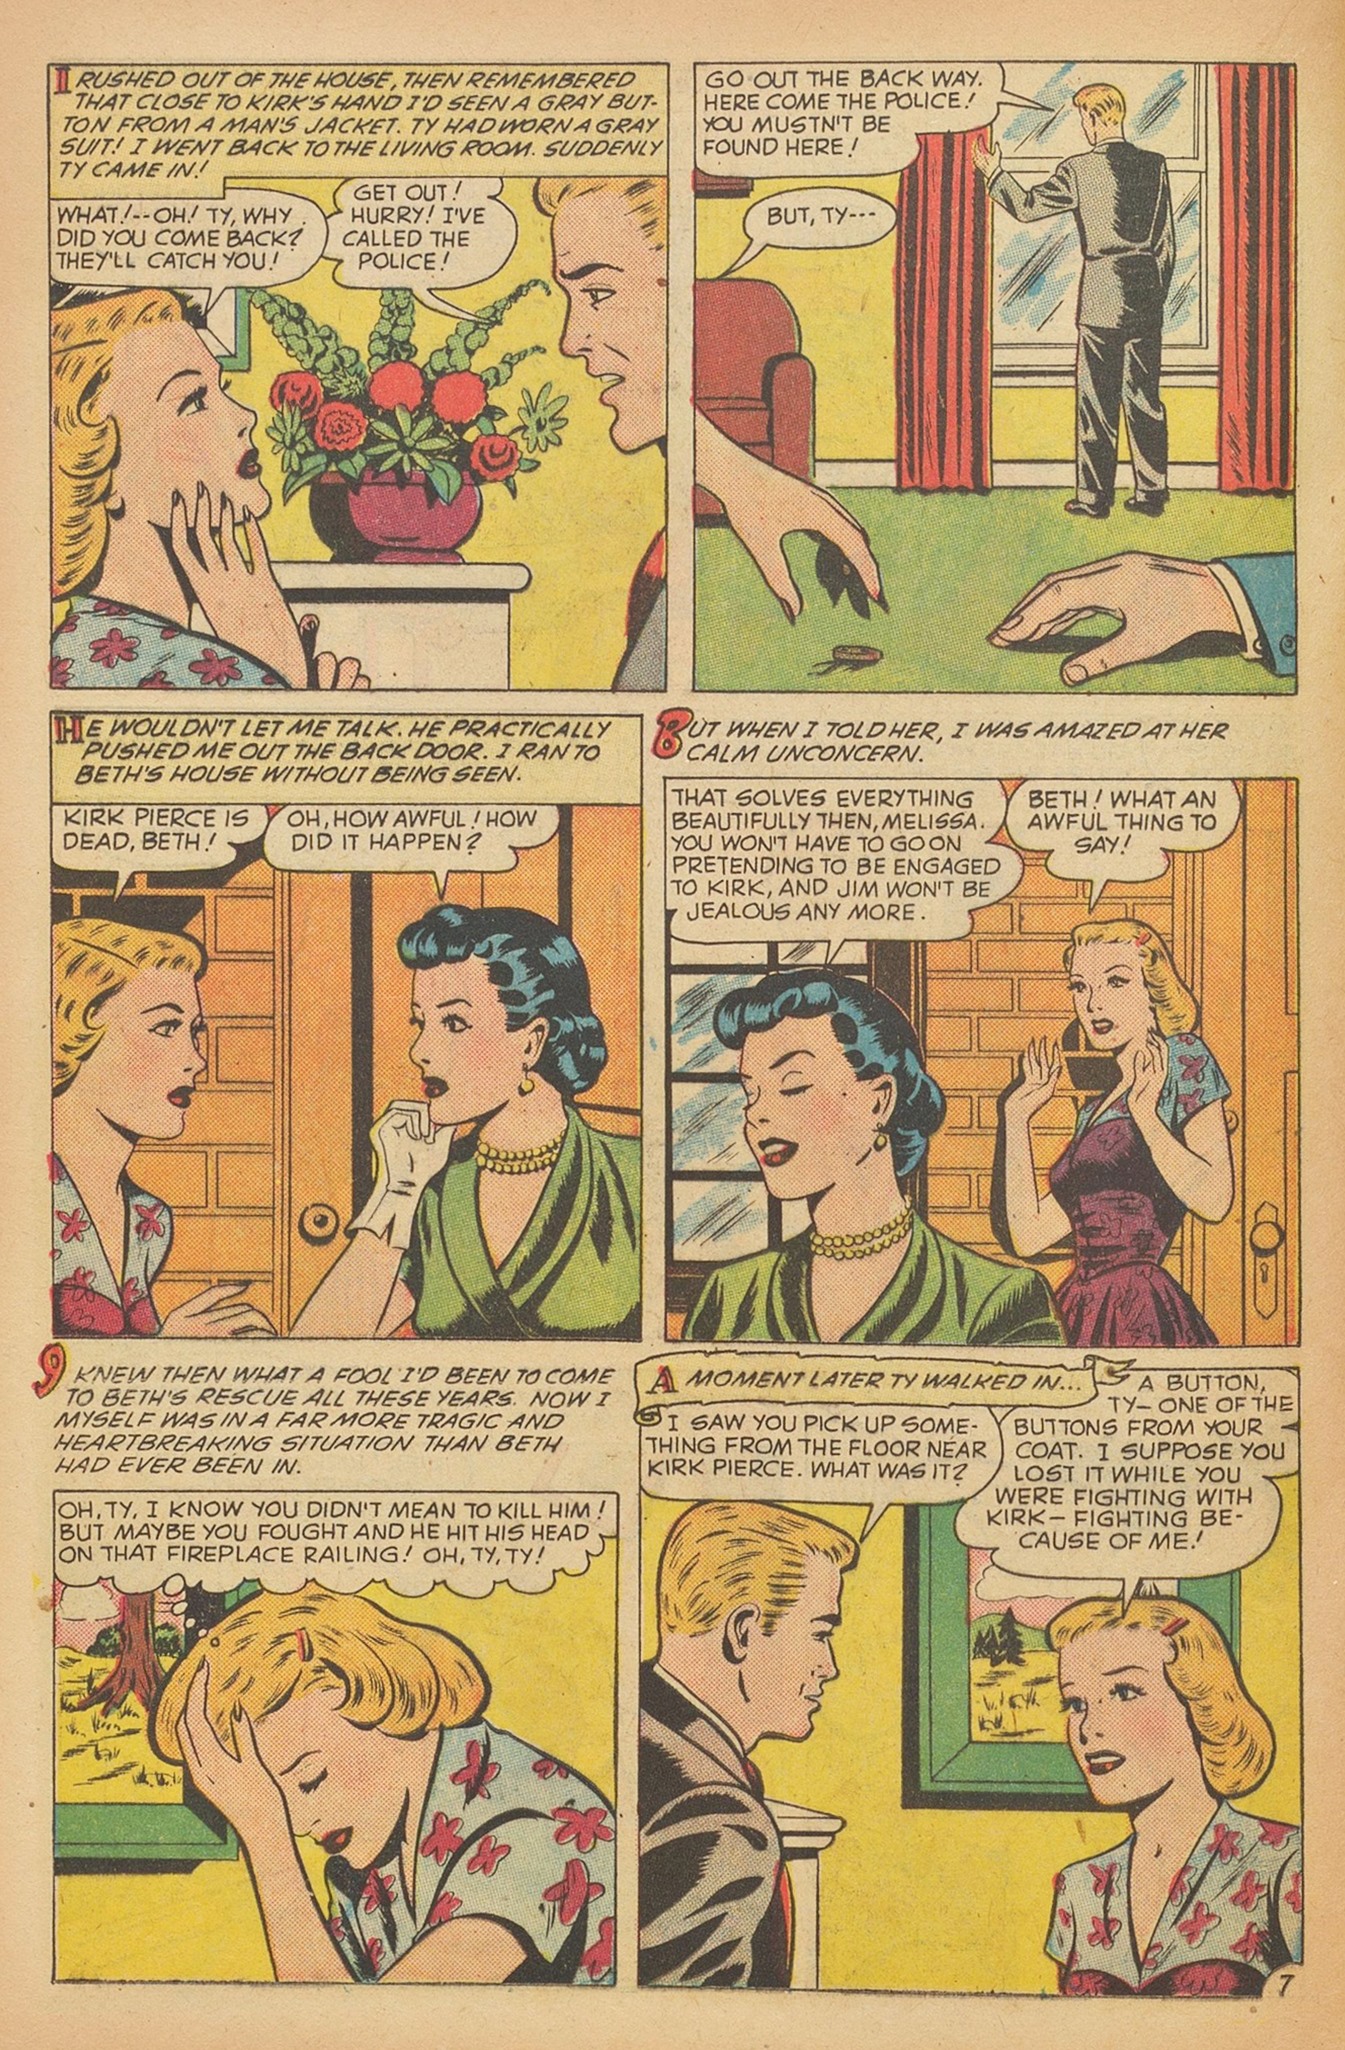 I RUSHED OUT OF THE HOUSE, THEN REMEMBERED
THAT CLOSE TO KIRK'S HAND I'D SEEN A GRAY BUT-
TON FROM A MAN'S JACKET. TY HAD WORN A GRAY
SUIT! I WENT BACK TO THE LIVING ROOM. SUDDENLY
TY CAME IN!
WHAT!--OH! TY, WHY
DID YOU COME BACK?
THEY'LL CATCH YOU!
GET OUT!
HURRY! I'VE
CALLED THE
POLICE!
GO OUT THE BACK WAY.
HERE COME THE POLICE!
YOU MUSTN'T BE
FOUND HERE!
BUT, TY---
HE WOULDN'T LET ME TALK. HE PRACTICALLY
PUSHED ME OUT THE BACK DOOR. I RAN TO
BETH'S HOUSE WITHOUT BEING SEEN.
KIRK PIERCE IS
DEAD, BETH!
OH, HOW AWFUL! HOW
DID IT HAPPEN?
BUT WHEN I TOLD HER, I WAS AMAZED AT HER
CALM UNCONCERN.
THAT SOLVES EVERYTHING
BEAUTIFULLY THEN, MELISSA.
YOU WON'T HAVE TO GO ON
PRETENDING TO BE ENGAGED
TO KIRK, AND JIM WON'T BE
JEALOUS ANY MORE.
BETH! WHAT AN
AWFUL THING TO
SAY!
I KNEW THEN WHAT A FOOL I'D BEEN TO COME
TO BETH'S RESCUE ALL THESE YEARS. NOW I
MYSELF WAS IN A FAR MORE TRAGIC AND
HEARTBREAKING SITUATION THAN BETH
HAD EVER BEEN IN.
OH, TY, I KNOW YOU DIDN'T MEAN TO KILL HIM!
BUT MAYBE YOU FOUGHT AND HE HIT HIS HEAD
ON THAT FIREPLACE RAILING! OH, TY, TY!
A MOMENT LATER TY WALKED IN...
I SAW YOU PICK UP SOME-
THING FROM THE FLOOR NEAR
KIRK PIERCE. WHAT WAS IT?
A BUTTON,
TY- ONE OF THE
BUTTONS FROM YOUR
COAT. I SUPPOSE YOU
LOST IT WHILE YOU
WERE FIGHTING WITH
KIRK- FIGHTING BE-
CAUSE OF ME!
7